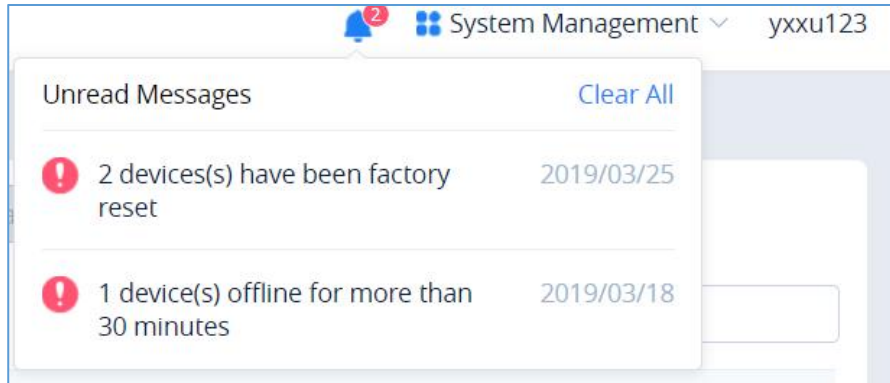 2 System Management yxxu123
Unread Messages Clear All
2 devices(s) have been factory 2019/03/25
reset
1 device(s) offline for more than 2019/03/18
30 minutes